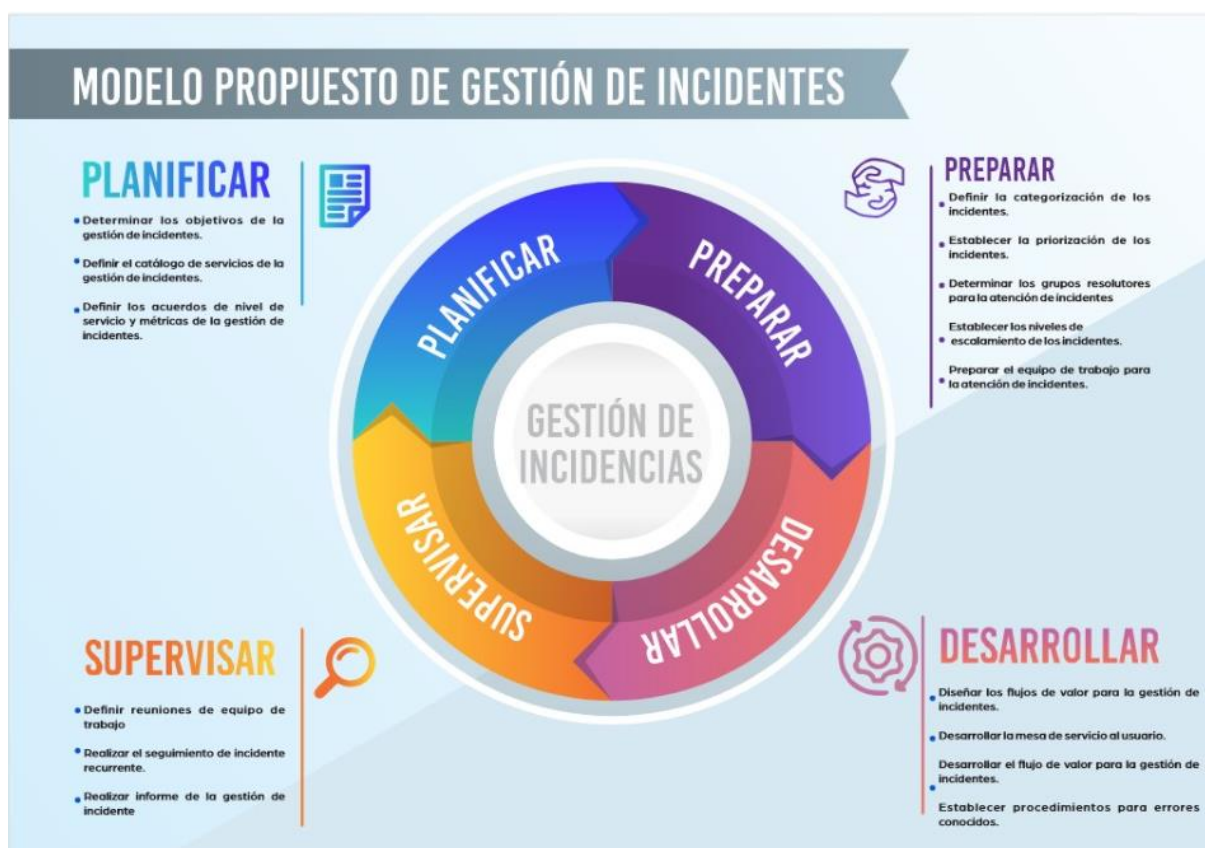 MODELO PROPUESTO DE GESTIÓN DE INCIDENTES
PLANIFICAR
Determinar los objetivos de la
gestión de incidentes.
Definir el catálogo de servicios de la
gestión de incidentes.
Definir los acuerdos de nivel de
servicio y métricas de la gestión de
incidentes.
PREPARAR
Definir la categorización de los
incidentes.
Establecer la priorización de los
incidentes.
Determinar los grupos resolutores
para la atención de incidentes
Establecer los niveles de
escalamiento de los incidentes.
Preparar el equipo de trabajo para
la atención de incidentes.
PLANIFICAR
PREPARAR
GESTIÓN DE
INCIDENCIAS
SUPERVISAR
DESARROLLAR
SUPERVISAR
Definir reuniones de equipo de
trabajo
Realizar el seguimiento de incidente
recurrente.
Realizar informe de la gestión de
incidente
DESARROLLAR
Diseñar los flujos de valor para la gestión de
incidentes.
Desarrollar la mesa de servicio al usuario.
Desarrollar el flujo de valor para la gestión de
incidentes.
Establecer procedimientos para errores
conocidos.